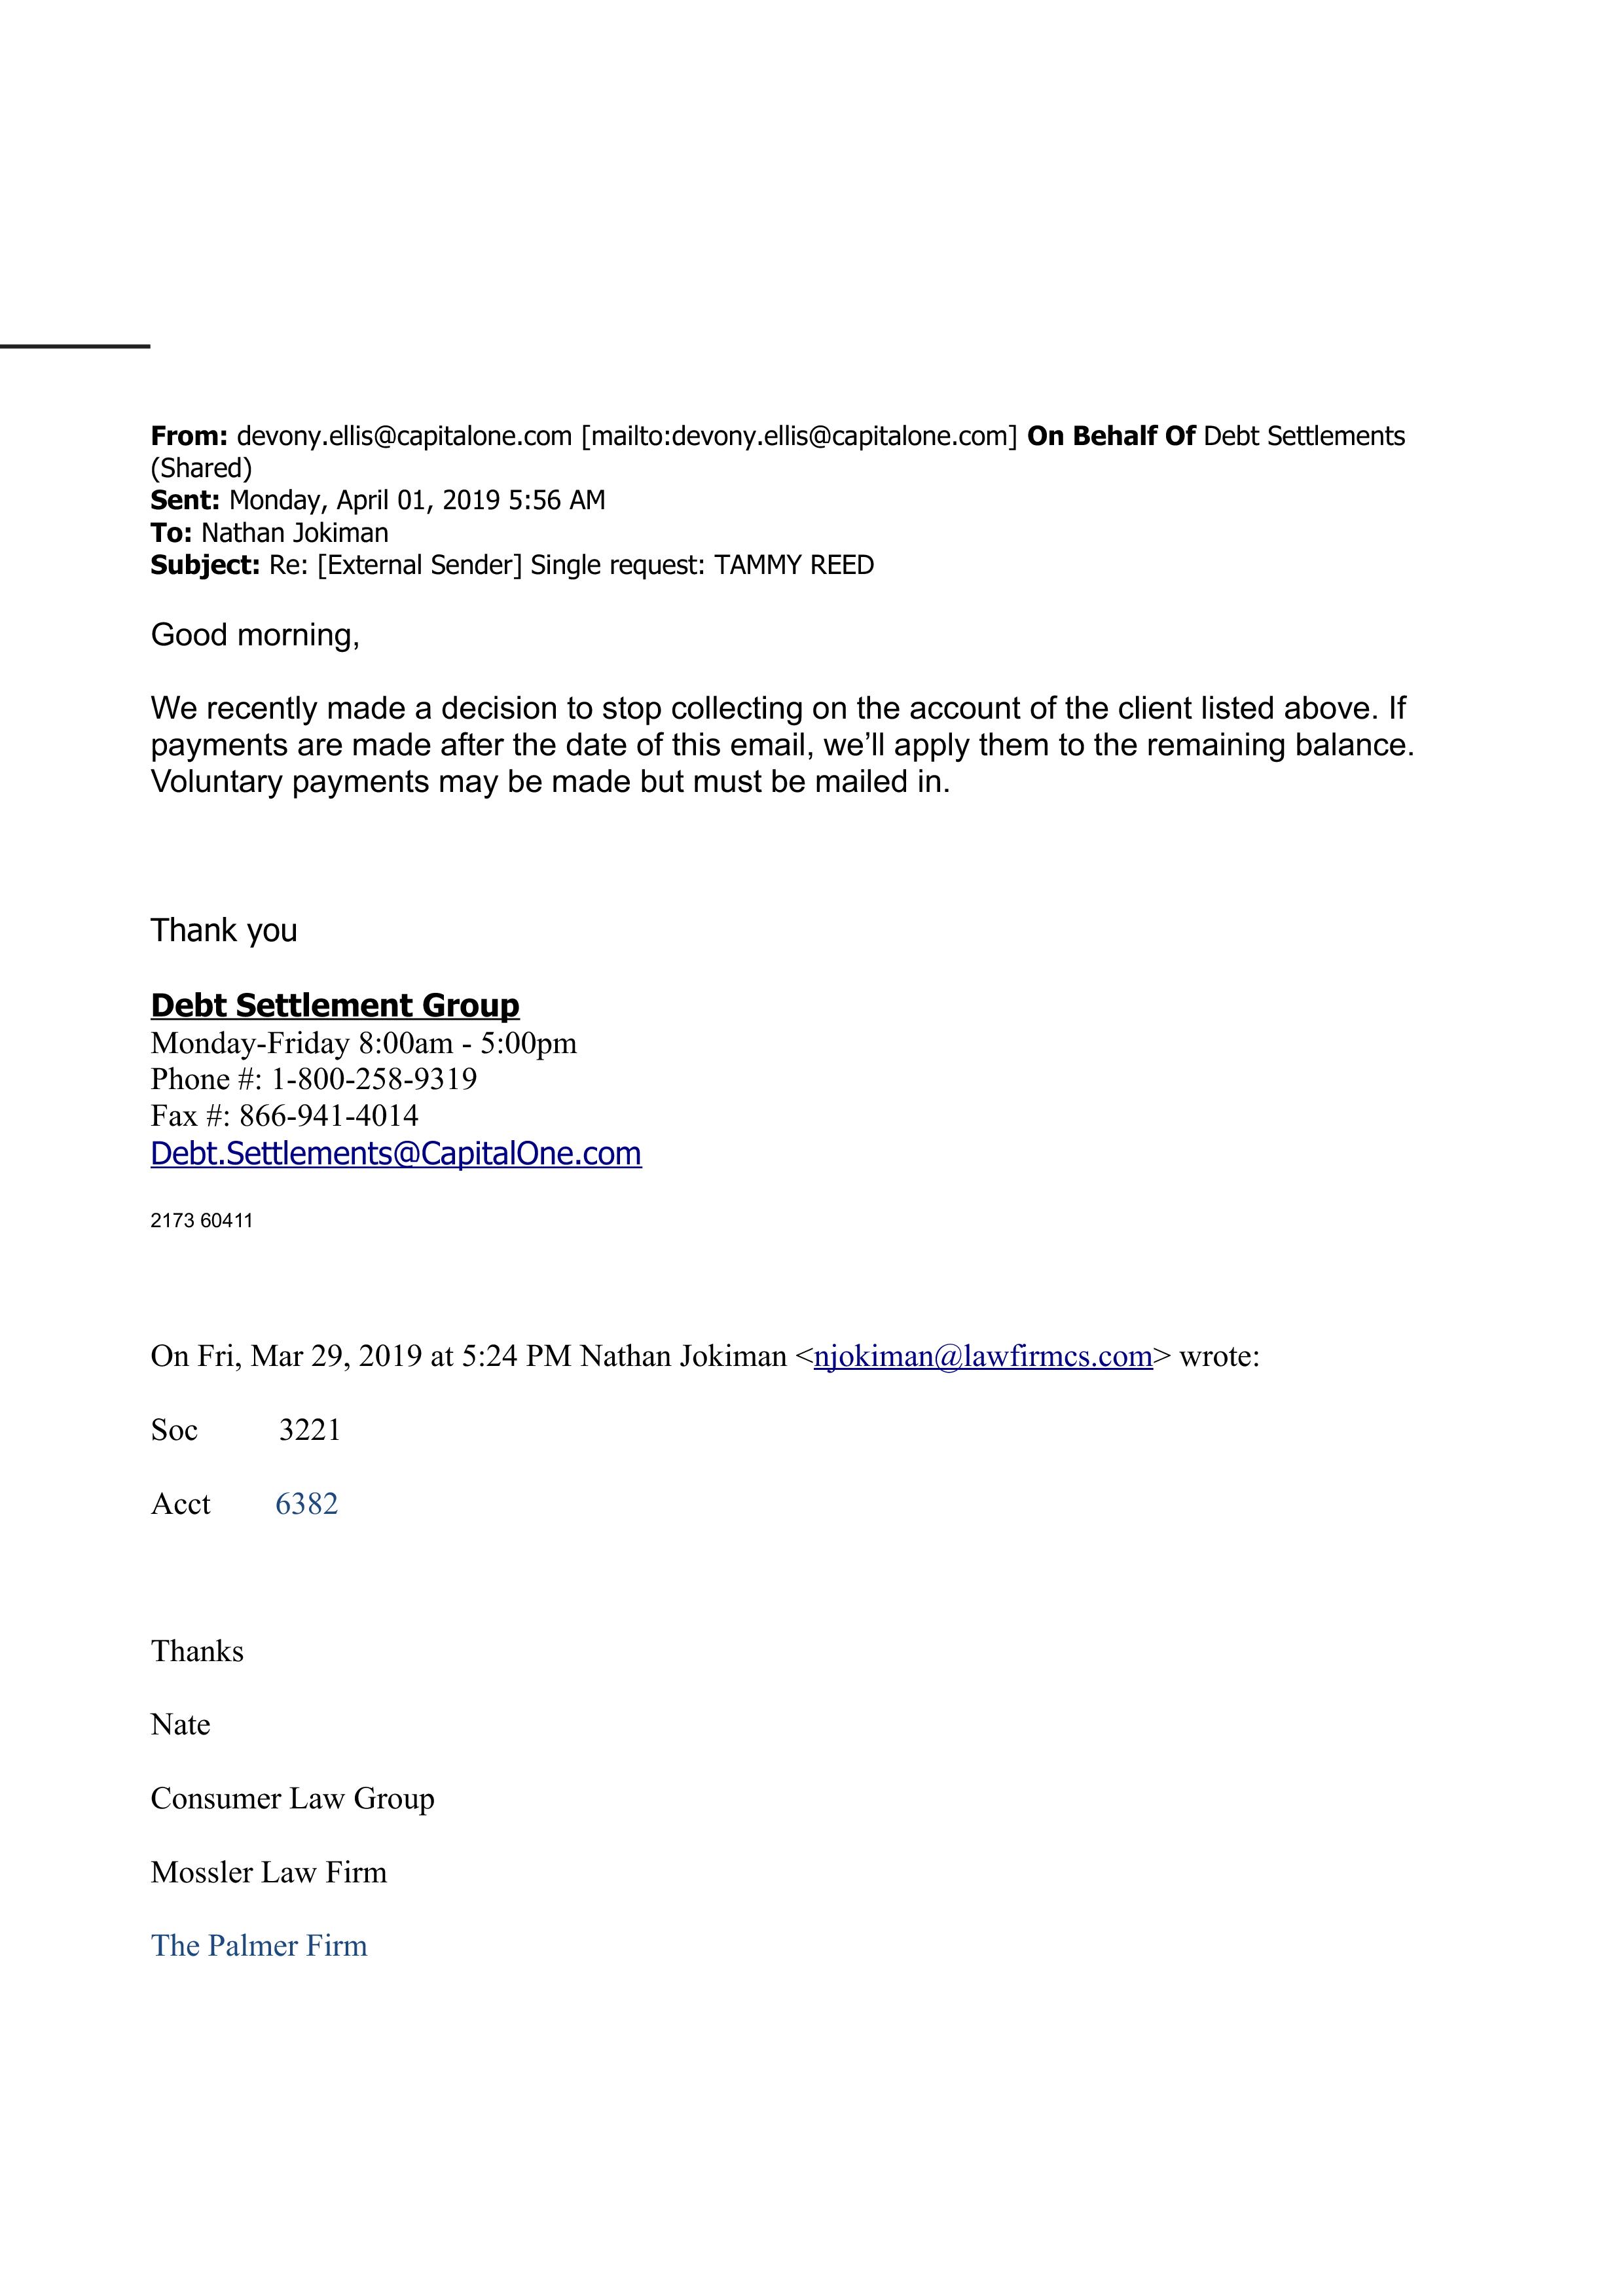 From: devony.ellis@capitalone.com [mailto:devony.ellis@capitalone.com] On Behalf Of Debt Settlements
(Shared)
Sent: Monday, April 01, 2019 5:56 AM
To: Nathan Jokiman
Subject: Re: [External Sender] Single request: TAMMY REED
Good morning,
We recently made a decision to stop collecting on the account of the client listed above. If
payments are made after the date of this email, we’ll apply them to the remaining balance.
Voluntary payments may be made but must be mailed in.
Thank you
Debt Settlement Group
Monday-Friday 8:00am - 5:00pm
Phone #: 1-800-258-9319
Fax #: 866-941-4014
Debt.Settlements@CapitalOne.com
2173 60411
On Fri, Mar 29, 2019 at 5:24 PM Nathan Jokiman <njokiman@lawfirmcs.com> wrote:
Soc 3221
Acct 6382
Thanks
Nate
Consumer Law Group
Mossler Law Firm
The Palmer Firm